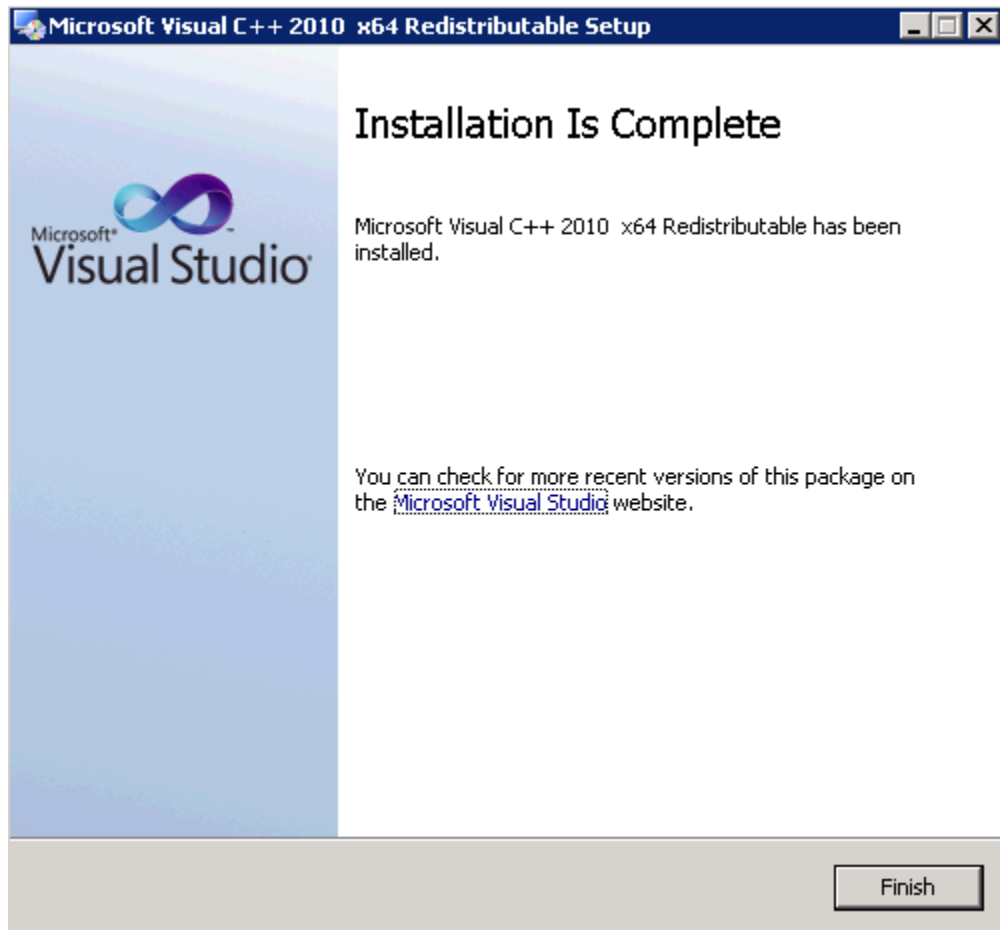 Microsoft Visual C++ 2010  x64 Redistributable Setup
Installation Is Complete
Microsoft®
Visual Studio®
Microsoft Visual C++ 2010  x64 Redistributable has been
installed.
You can check for more recent versions of this package on
the Microsoft Visual Studio website.
Finish